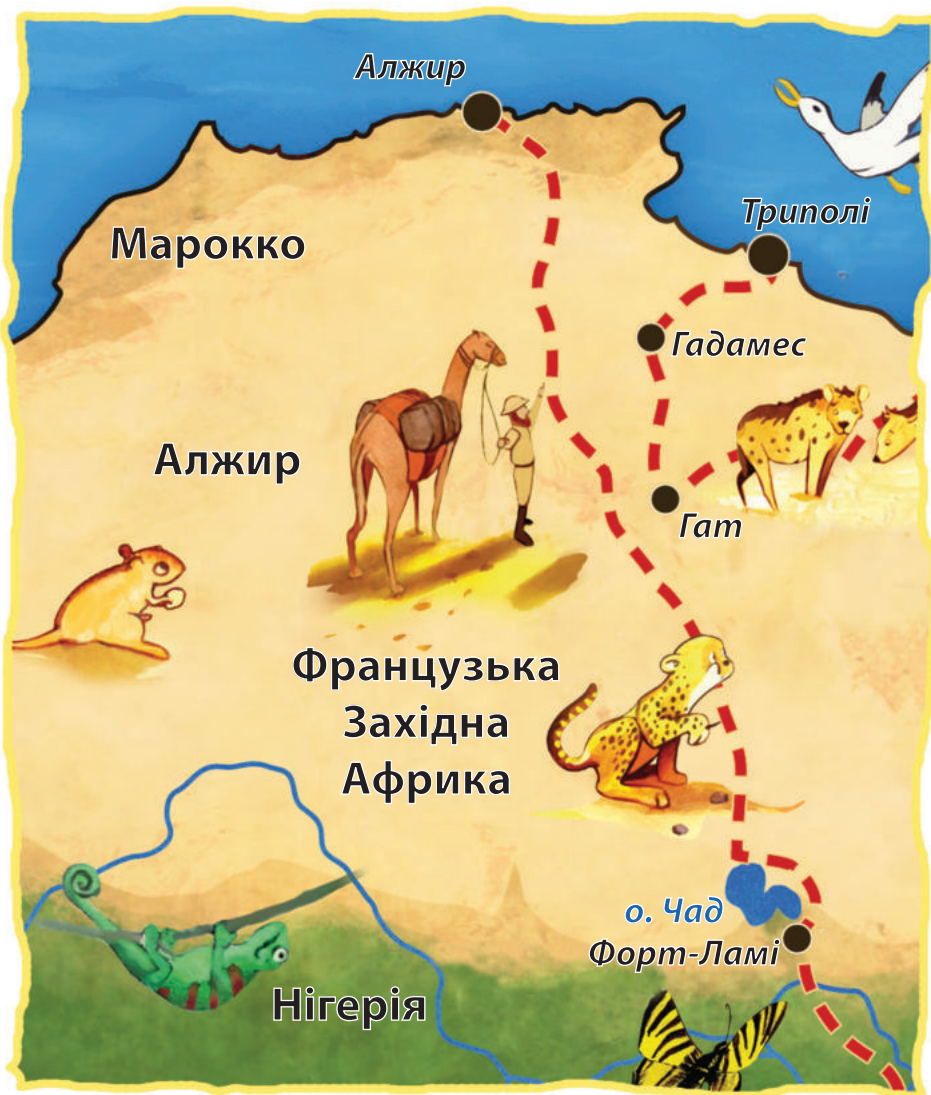 Алжир
Триполі
Марокко
Гадамес
Алжир
Гат
Французька
Західна
Африка
о. Чад
Форт-Ламі
Нігерія